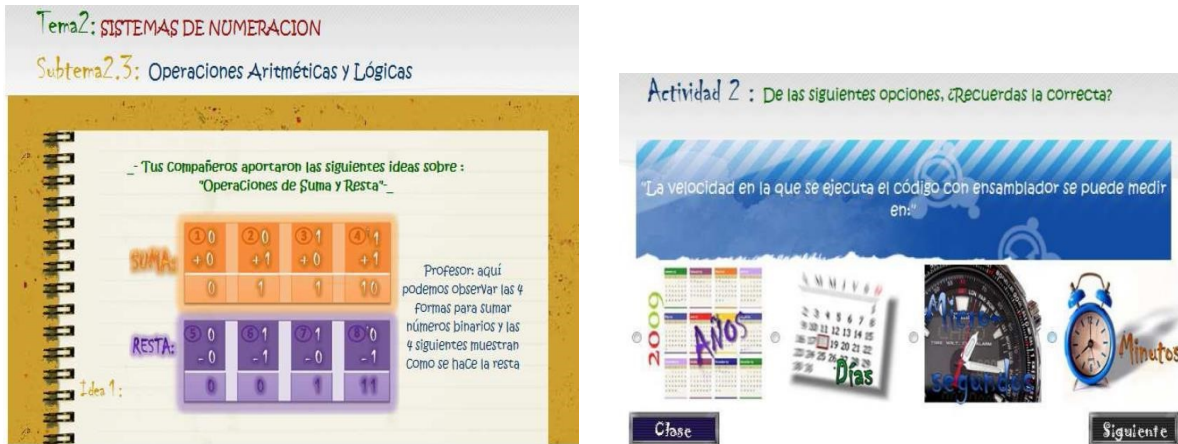 Tema2: SISTEMAS DE NUMERACION
Subtema2.3: Operaciones Aritméticas y Lógicas
_- Tus Compañeros aportaron las siguientes ideas sobre :
"Operaciones de Suma y Resta"-_
SUMA:
1 0 2 0 3 1 4 1 1
+ 0 + 1 + 0 + 1
0 1 1 10
RESTA:
5 0 6 1 7 1 8 0
- 0 - 1 - 0 - 1
0 0 1 11
Profesor: aquí
podemos observar las 4
formas para sumar
números binarios y las
4 siguientes muestran
como se hace la resta
Idea 1:
Actividad 2 : De las siguientes opciones, ¿Recuerdas la correcta?
"La velocidad en la que se ejecuta el código con ensamblador se puede medir
en:"
2009
AÑOS
Días
Micro-
segundos
Minutos
Clase
Siguiente